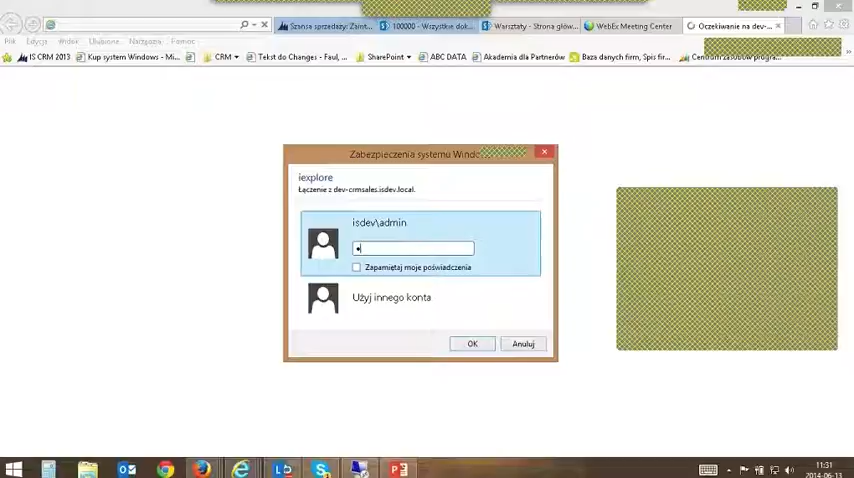 Szansa sprzedaży: Zaint...
100000 - Wszystkie dok...
Warsztaty - Strona głów...
WebEx Meeting Center
Oczekiwanie na dev-...
Plik Edycja Widok Ulubione Narzędzia Pomoc
IS CRM 2013
Kup system Windows - Mi...
CRM
Tekst do Changes - Faul, ...
SharePoint
ABC DATA
Akademia dla Partnerów
Baza danych firm, Spis fir...
Centrum zasobów progra...
Zabezpieczenia systemu
iexplore
Łączenie z dev-crmsales.isdev.local.
isdev\admin
Zapamiętaj moje poświadczenia
Użyj innego konta
OK
Anuluj
11:31
2014-06-13